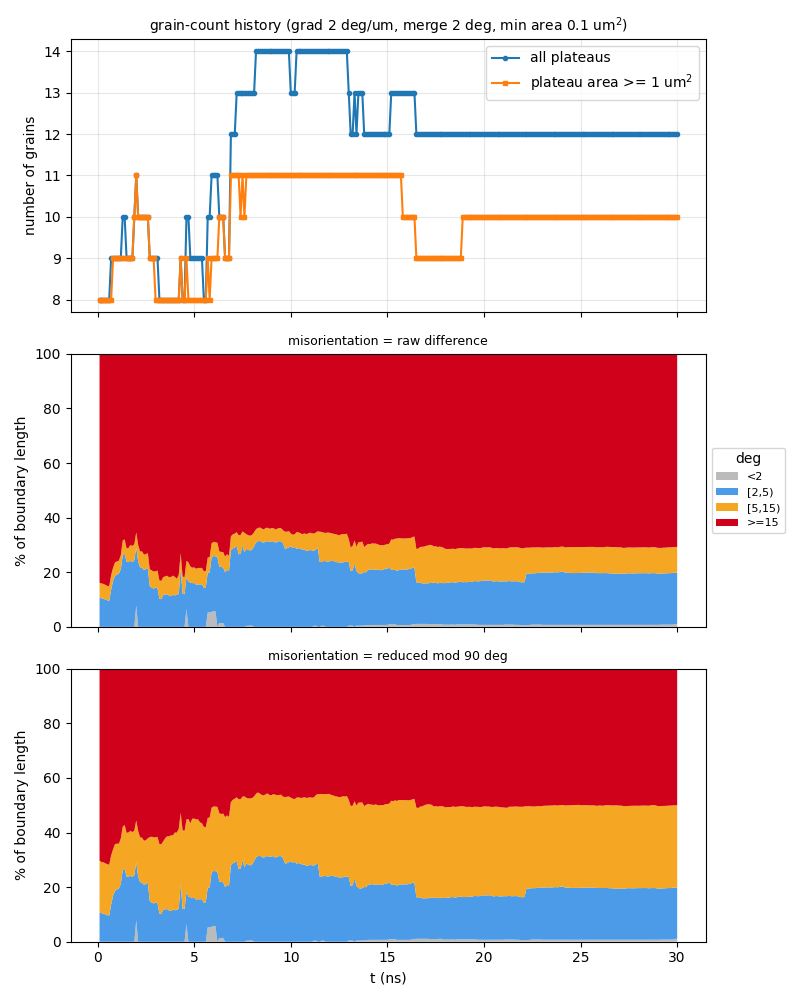 grain-count history (grad 2 deg/um, merge 2 deg, min area 0.1 um²)
14
13
12
11
10
9
8
number of grains
all plateaus
plateau area >= 1 um²
misorientation = raw difference
100
80
60
40
20
0
% of boundary length
deg
<2
[2,5)
[5,15)
>=15
misorientation = reduced mod 90 deg
100
80
60
40
20
0
% of boundary length
0 5 10 15 20 25 30
t (ns)